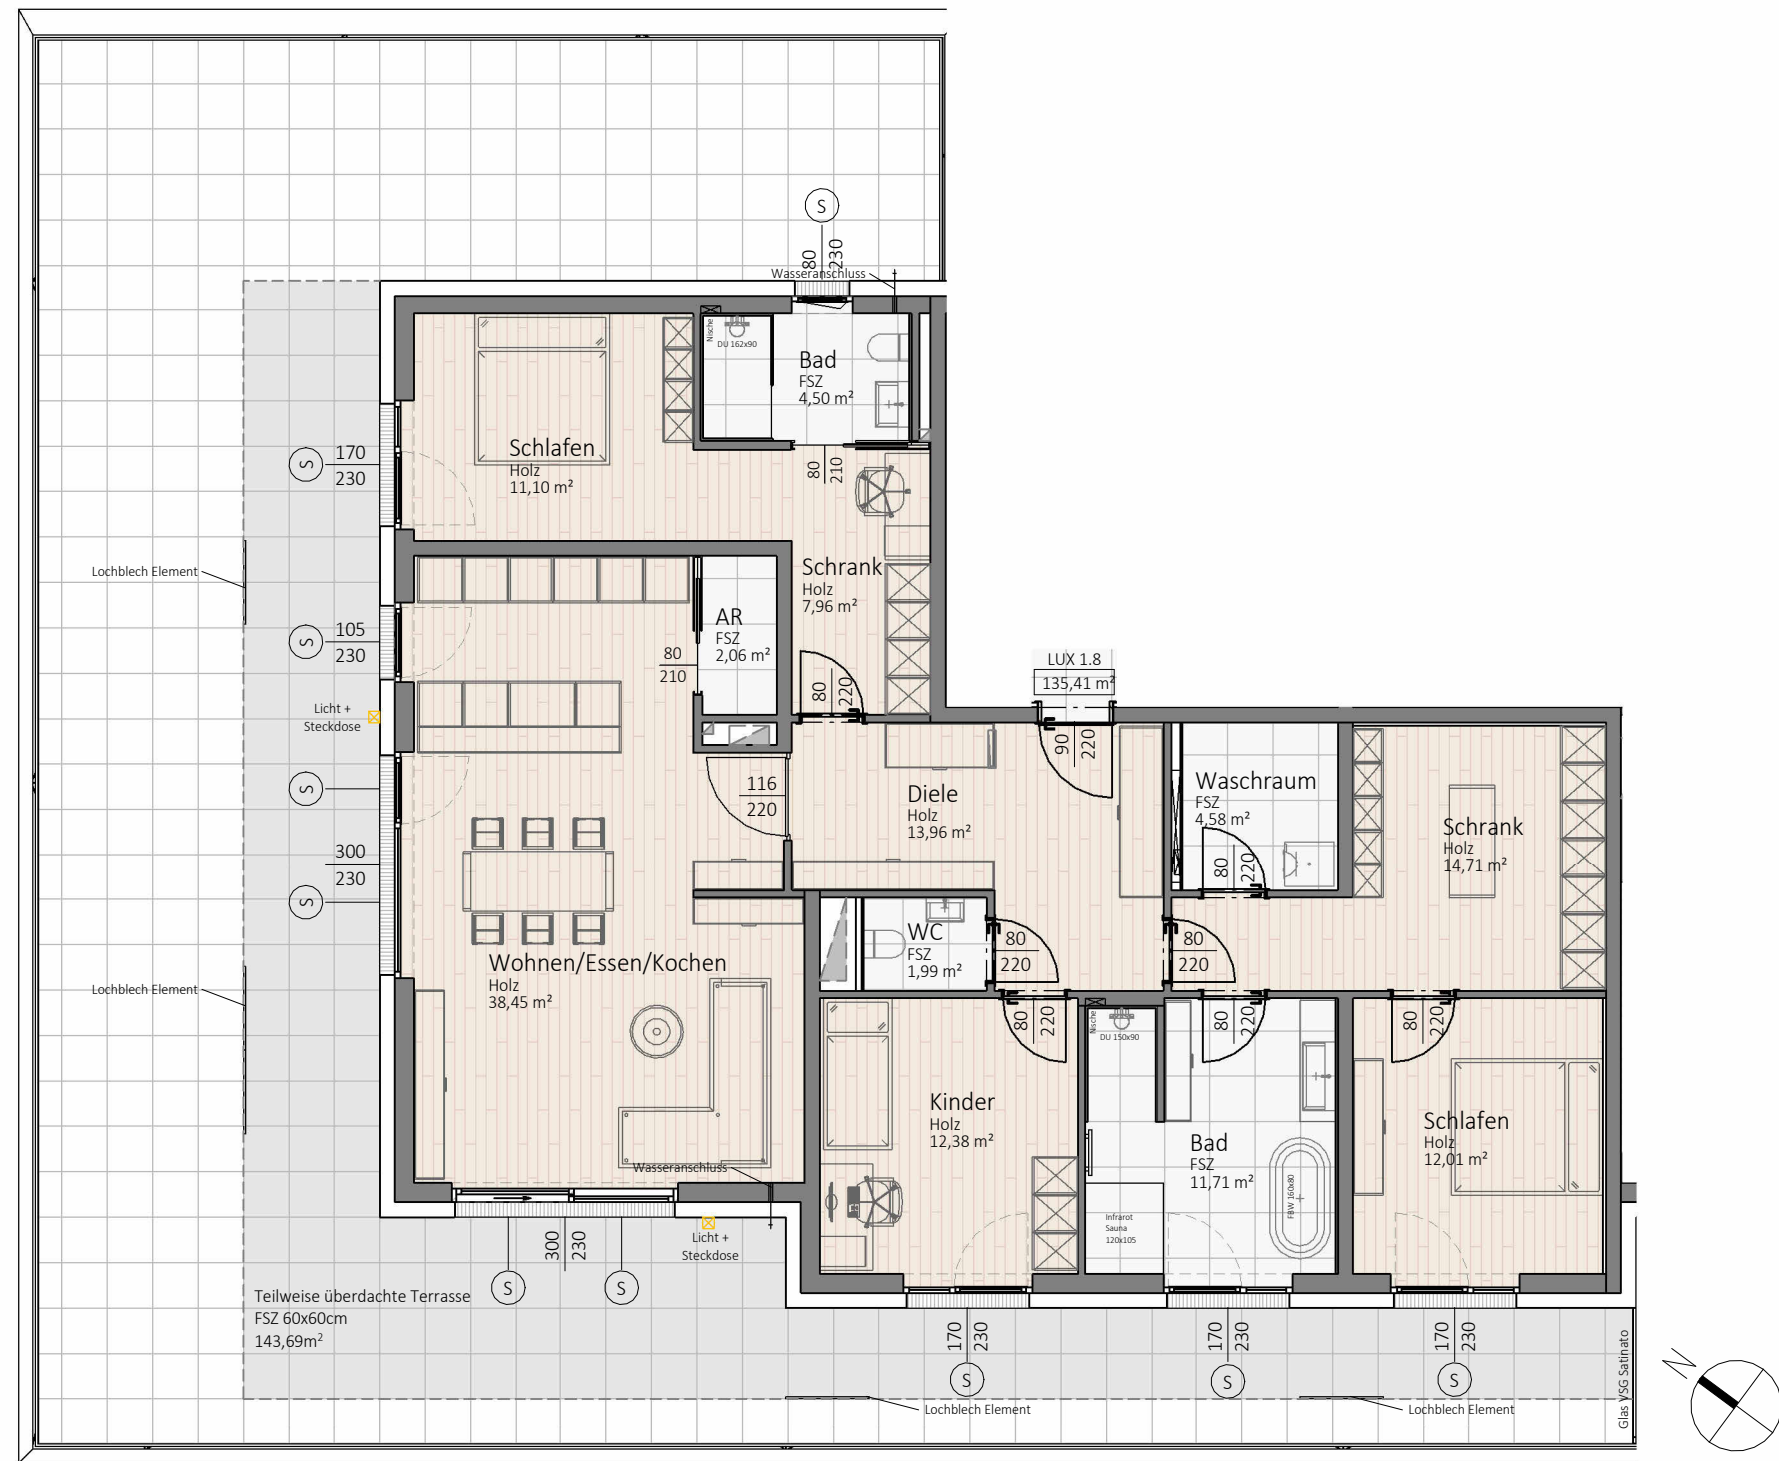 S
80
230
Wasseranschluss
Nische
DU 162x90
Bad
FSZ
4,50 m²
Schlafen
Holz
11,10 m²
S
170
230
80
210
Lochblech Element
Schrank
Holz
7,96 m²
AR
FSZ
2,06 m²
S
105
230
80
210
80
220
LUX 1.8
135,41 m²
Licht +
Steckdose
90
220
S
116
220
Diele
Holz
13,96 m²
Waschraum
FSZ
4,58 m²
Schrank
Holz
14,71 m²
300
230
S
80
220
WC
FSZ
1,99 m²
80
220
80
220
Wohnen/Essen/Kochen
Holz
38,45 m²
Lochblech Element
80
220
80
220
80
220
Nische
DU 150x90
Kinder
Holz
12,38 m²
Bad
FSZ
11,71 m²
Schlafen
Holz
12,01 m²
Wasseranschluss
FBW 160x80
Infrarot
Sauna
120x105
Licht +
Steckdose
300
230
S
S
Teilweise überdachte Terrasse
FSZ 60x60cm
143,69m²
170
230
S
170
230
S
170
230
S
Lochblech Element
Lochblech Element
Glas VSG Satinato
N